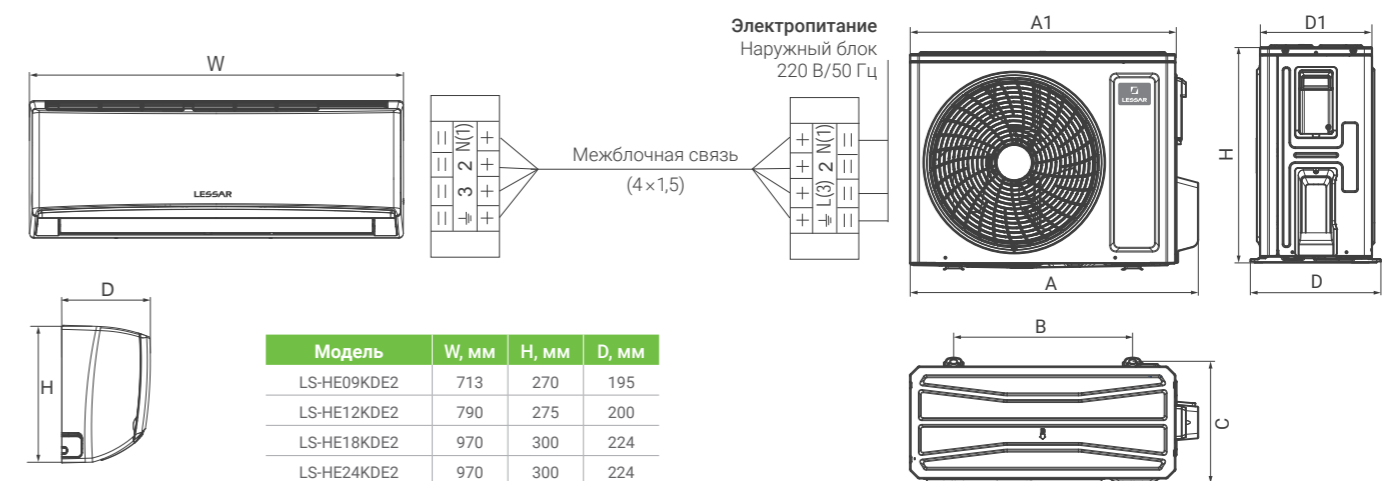 Электропитание
Наружный блок
220 В/50 Гц
W
LESSAR
N(1)
2
3
Межблочная связь
(4×1,5)
N(1)
2
L(3)
A1
LESSAR
A
H
D1
D
D
H
Модель W, мм H, мм D, мм
LS-HE09KDE2 713 270 195
LS-HE12KDE2 790 275 200
LS-HE18KDE2 970 300 224
LS-HE24KDE2 970 300 224
B
C